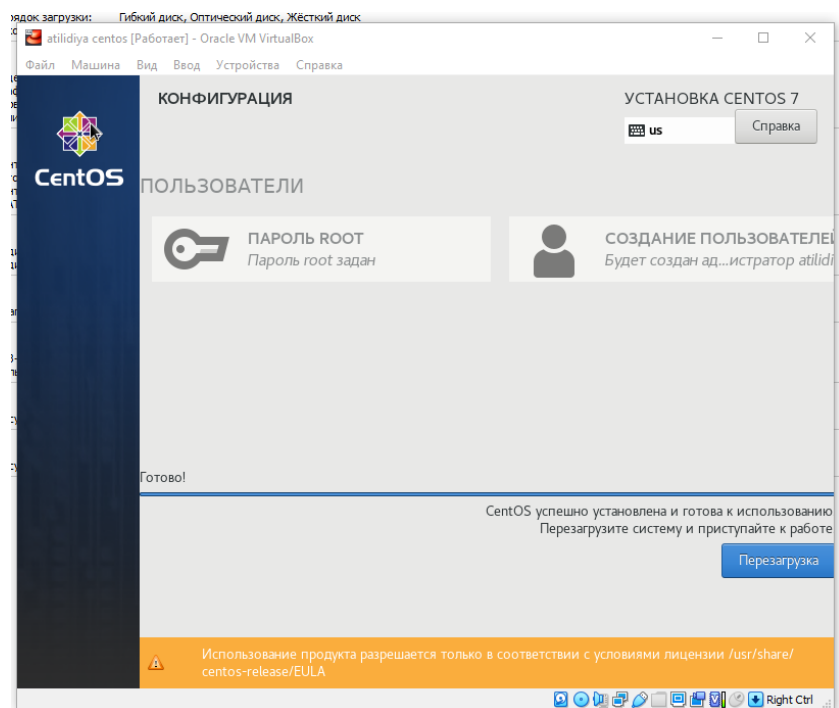 рядок загрузки: Гибкий диск, Оптический диск, Жёсткий диск
atilidiya centos [Работает] - Oracle VM VirtualBox
Файл Машина Вид Ввод Устройства Справка
КОНФИГУРАЦИЯ
УСТАНОВКА CENTOS 7
us
Справка
CentOS
ПОЛЬЗОВАТЕЛИ
ПАРОЛЬ ROOT
Пароль root задан
СОЗДАНИЕ ПОЛЬЗОВАТЕЛЕЙ
Будет создан ад...истратор atilidi
Готово!
CentOS успешно установлена и готова к использованию
Перезагрузите систему и приступайте к работе
Перезагрузка
Использование продукта разрешается только в соответствии с условиями лицензии /usr/share/
centos-release/EULA
Right Ctrl